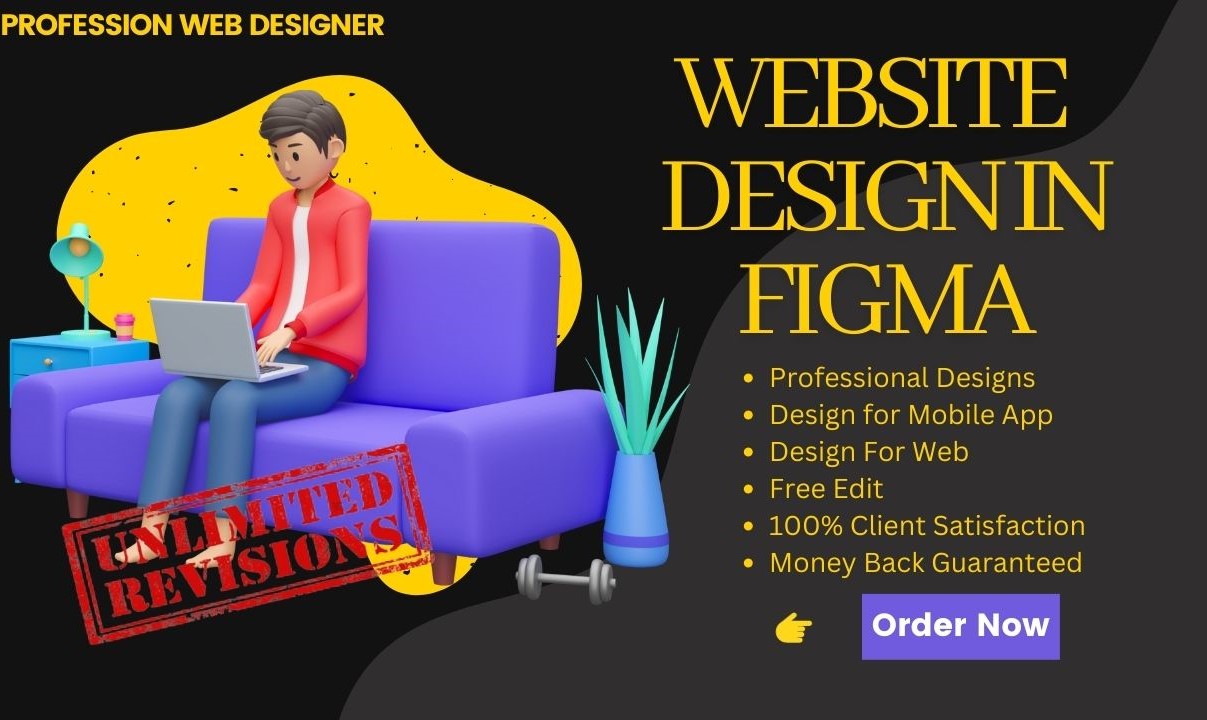 PROFESSION WEB DESIGNER
WEBSITE
DESIGN IN
FIGMA
• Professional Designs
• Design for Mobile App
• Design For Web
• Free Edit
• 100% Client Satisfaction
• Money Back Guaranteed
Order Now
UNLIMITED
REVISIONS